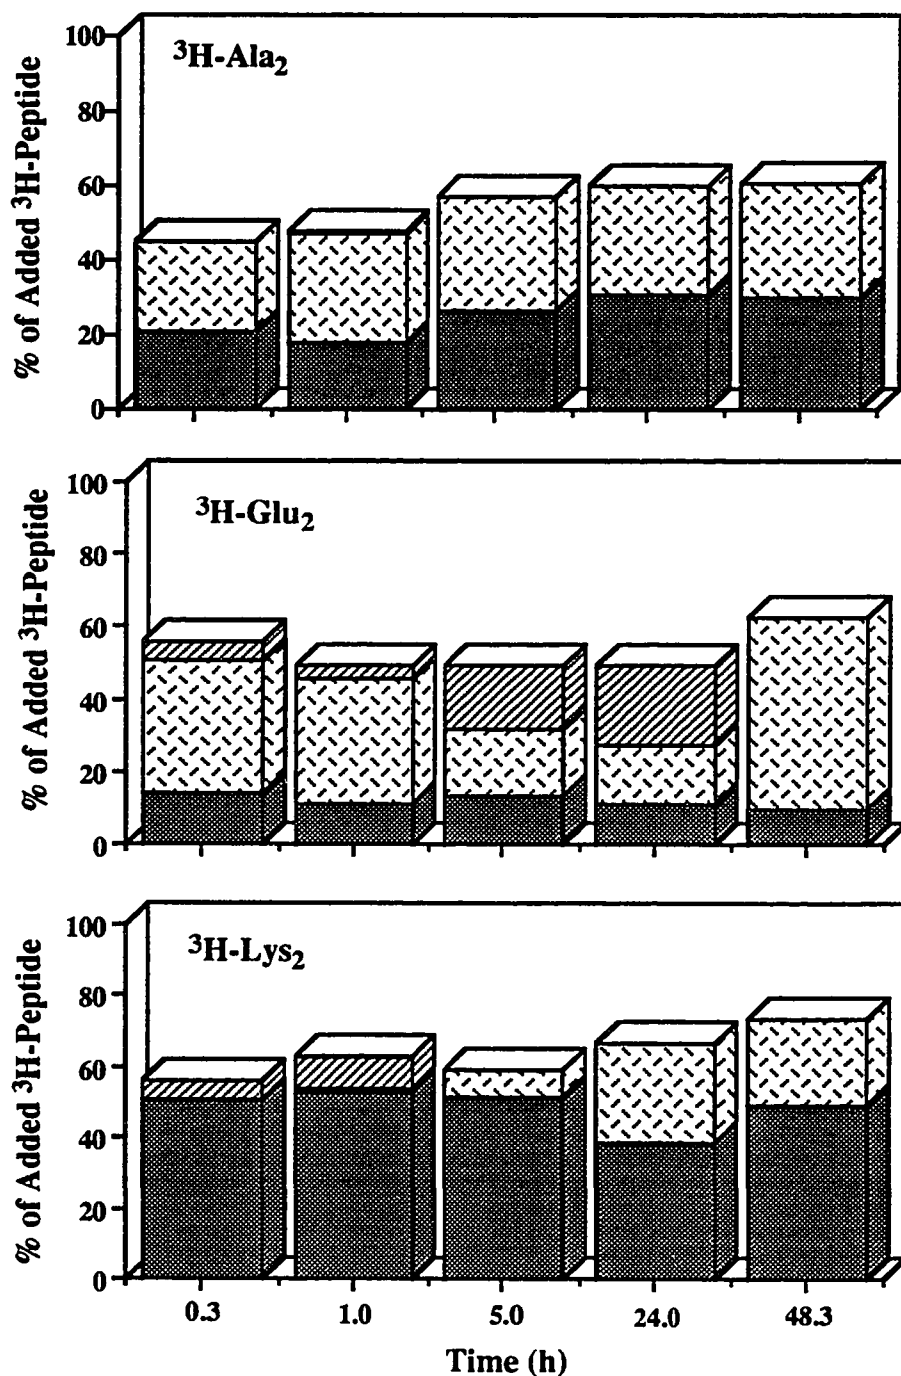 % of Added ³H-Peptide
100
80
60
40
20
0
³H-Ala₂
% of Added ³H-Peptide
100
80
60
40
20
0
³H-Glu₂
% of Added ³H-Peptide
100
80
60
40
20
0
³H-Lys₂
0.3 1.0 5.0 24.0 48.3
Time (h)